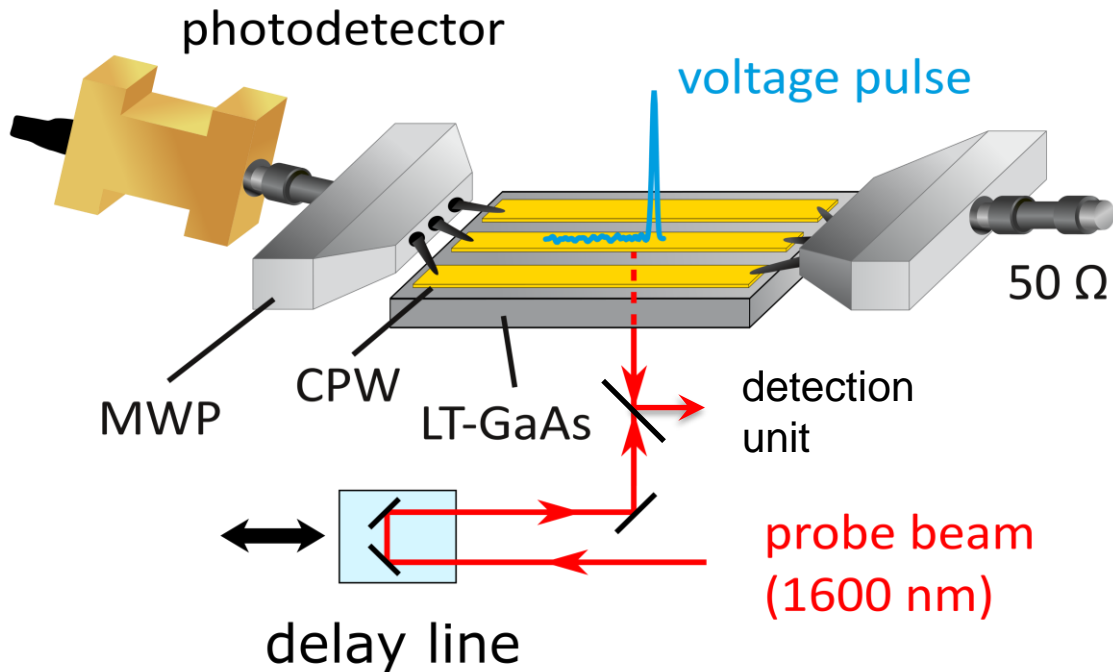 photodetector
voltage pulse
50 Ω
CPW
MWP
LT-GaAs
detection
unit
probe beam
(1600 nm)
delay line